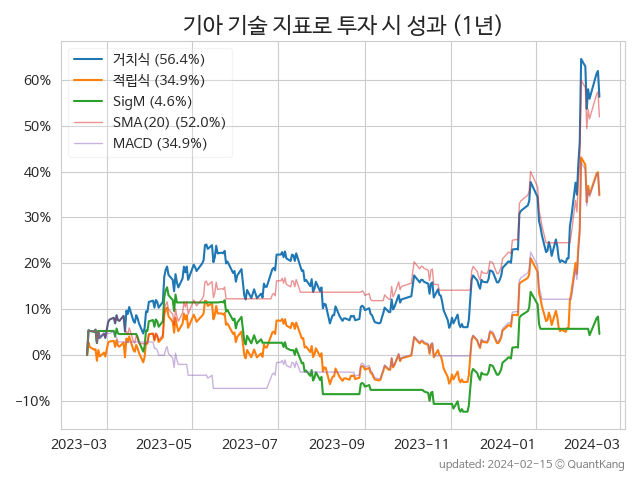 기아 기술 지표로 투자 시 성과 (1년)
거치식 (56.4%)
적립식 (34.9%)
SigM (4.6%)
SMA(20) (52.0%)
MACD (34.9%)
60%
50%
40%
30%
20%
10%
0%
−10%
2023-03 2023-05 2023-07 2023-09 2023-11 2024-01 2024-03
updated: 2024-02-15 © QuantKang